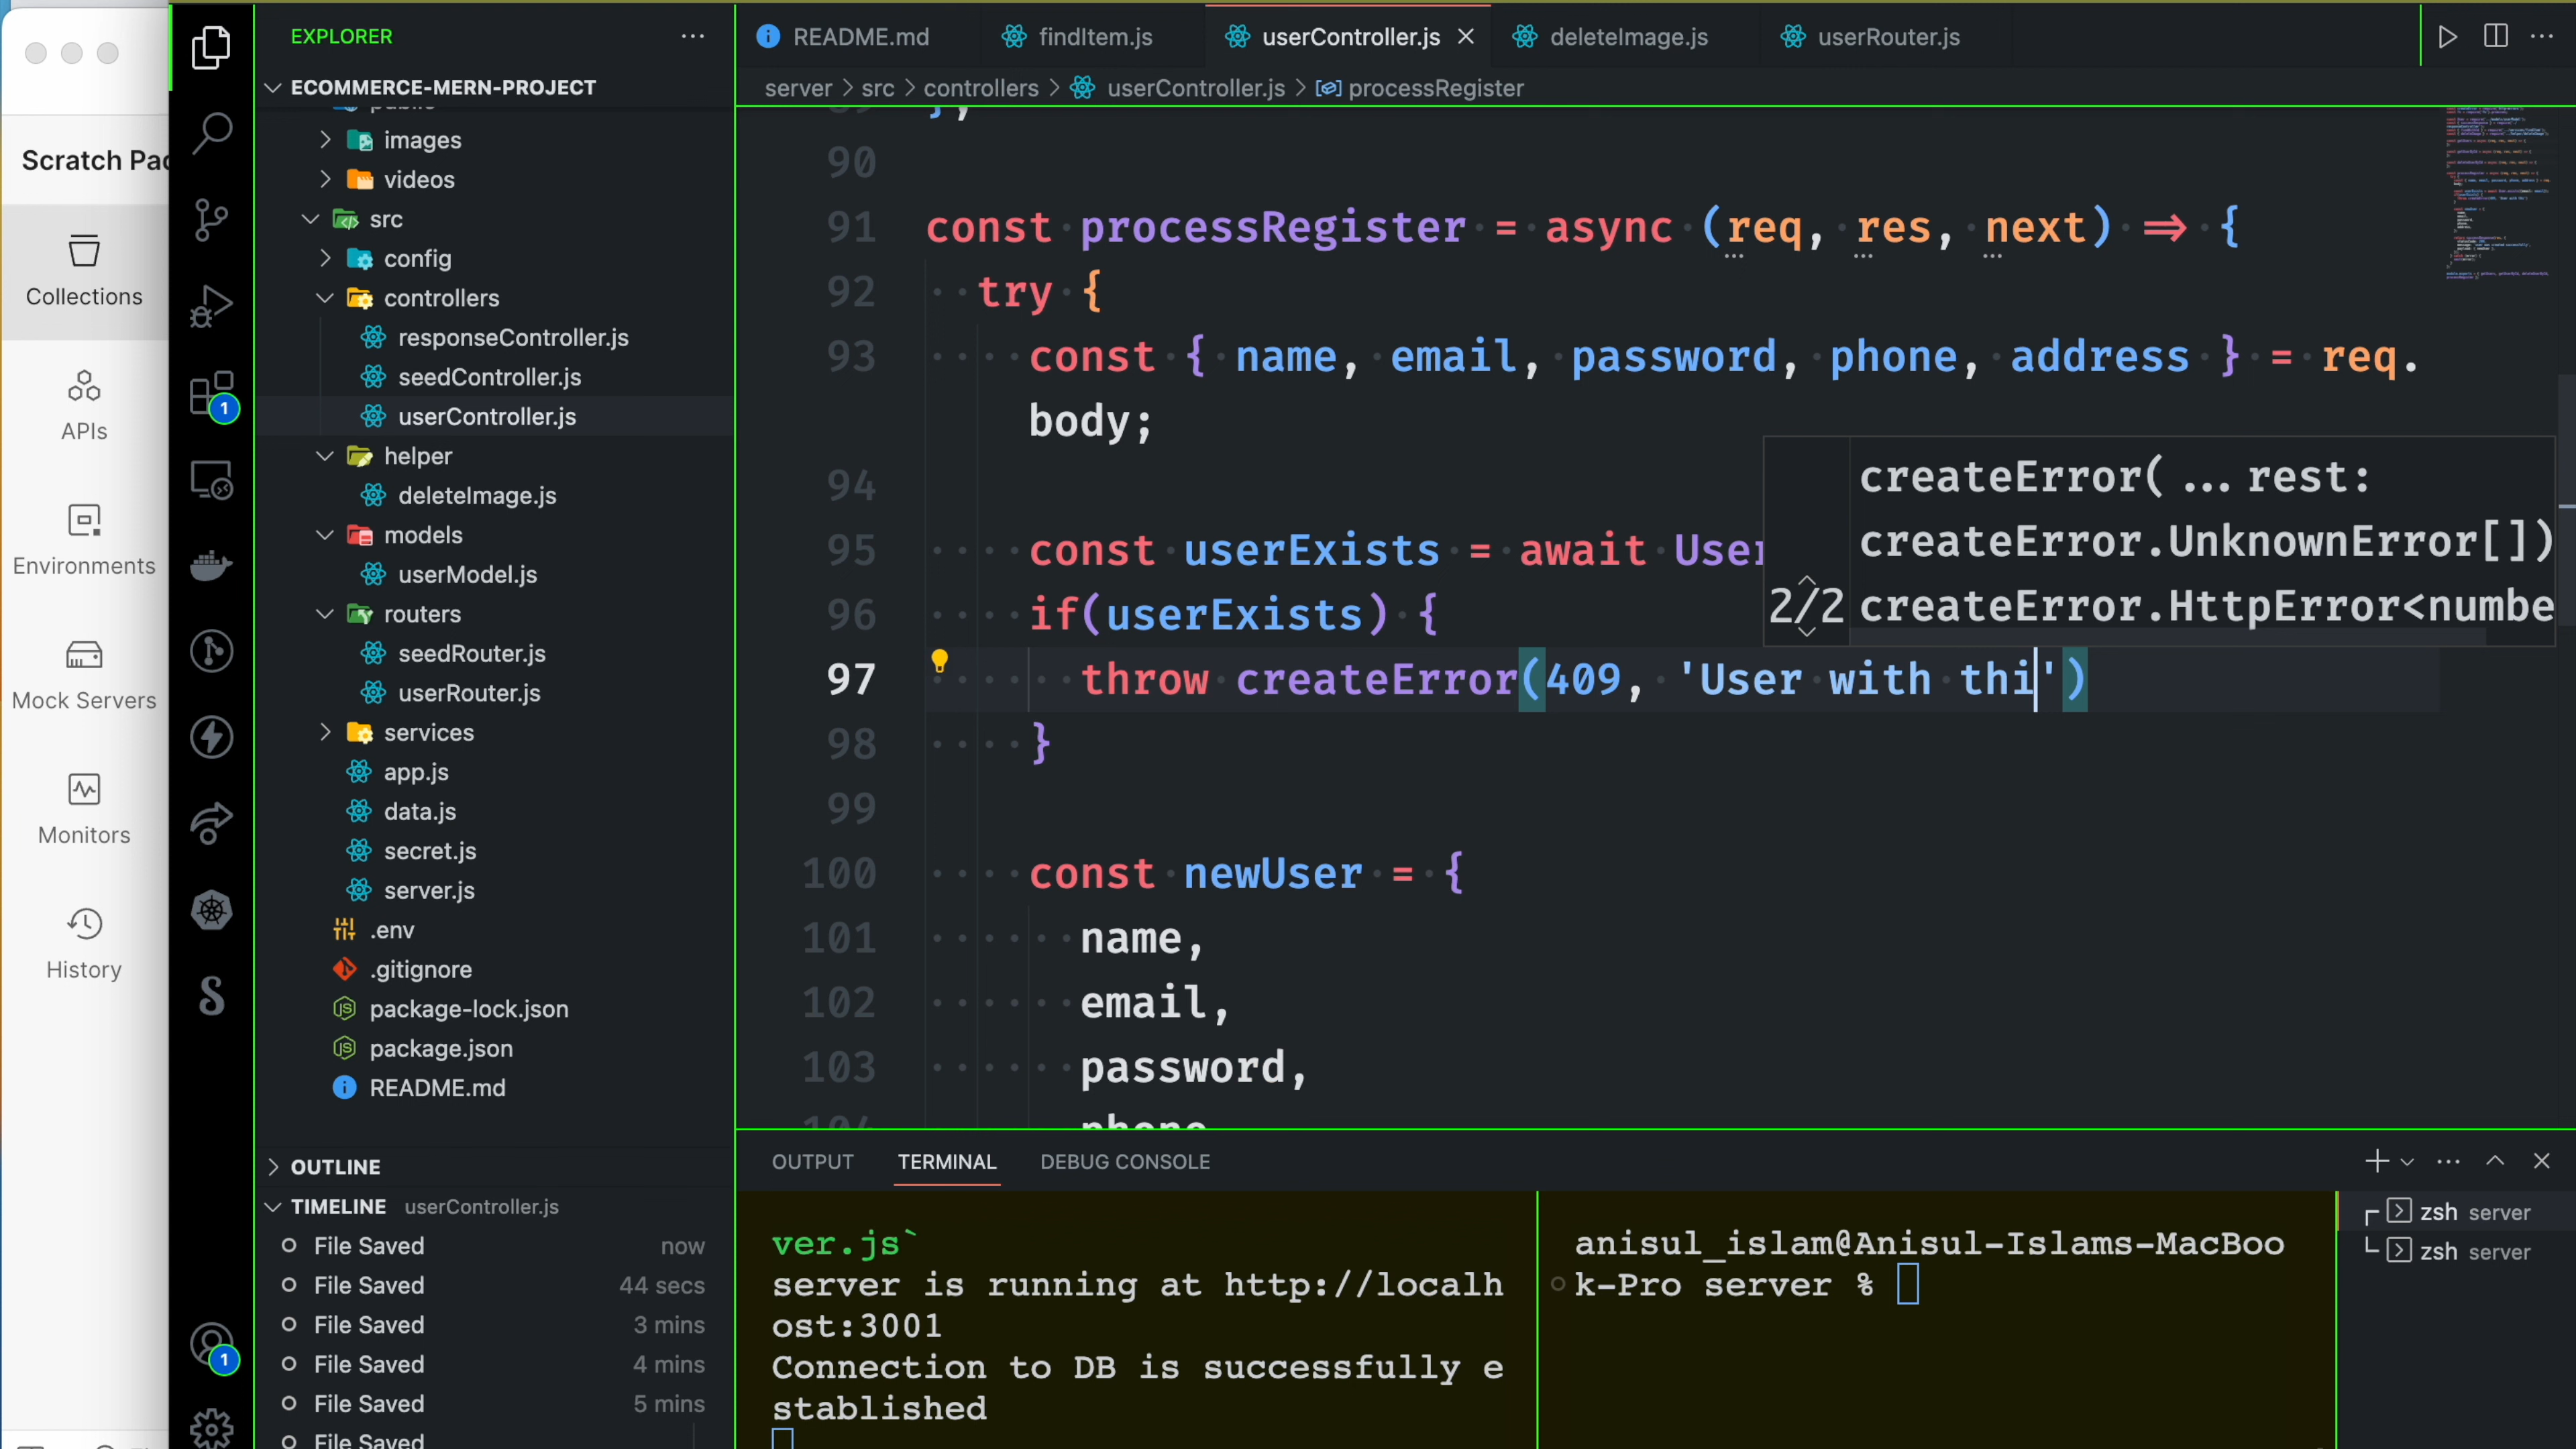 Scratch Pac
Collections
APIs
Environments
Mock Servers
Monitors
History
1
1
EXPLORER
ECOMMERCE-MERN-PROJECT
public
images
videos
src
config
controllers
responseController.js
seedController.js
userController.js
helper
deleteImage.js
models
userModel.js
routers
seedRouter.js
userRouter.js
services
app.js
data.js
secret.js
server.js
.env
.gitignore
package-lock.json
package.json
README.md
OUTLINE
TIMELINE userController.js
File Saved now
File Saved 44 secs
File Saved 3 mins
File Saved 4 mins
File Saved 5 mins
File Saved
README.md findItem.js userController.js deleteImage.js userRouter.js
server > src > controllers > userController.js > processRegister
89 };
90
91 const processRegister = async (req, res, next) => {
92 try {
93 const { name, email, password, phone, address } = req.
body;
94
95 const userExists = await User
96 if(userExists) {
97 throw createError(409, 'User with thi')
98 }
99
100 const newUser = {
101 name,
102 email,
103 password,
104 phone
createError(...rest:
createError.UnknownError[])
2/2 createError.HttpError<numbe
OUTPUT TERMINAL DEBUG CONSOLE
ver.js`
server is running at http://localh
ost:3001
Connection to DB is successfully e
stablished
anisul_islam@Anisul-Islams-MacBoo
k-Pro server %
zsh server
zsh server